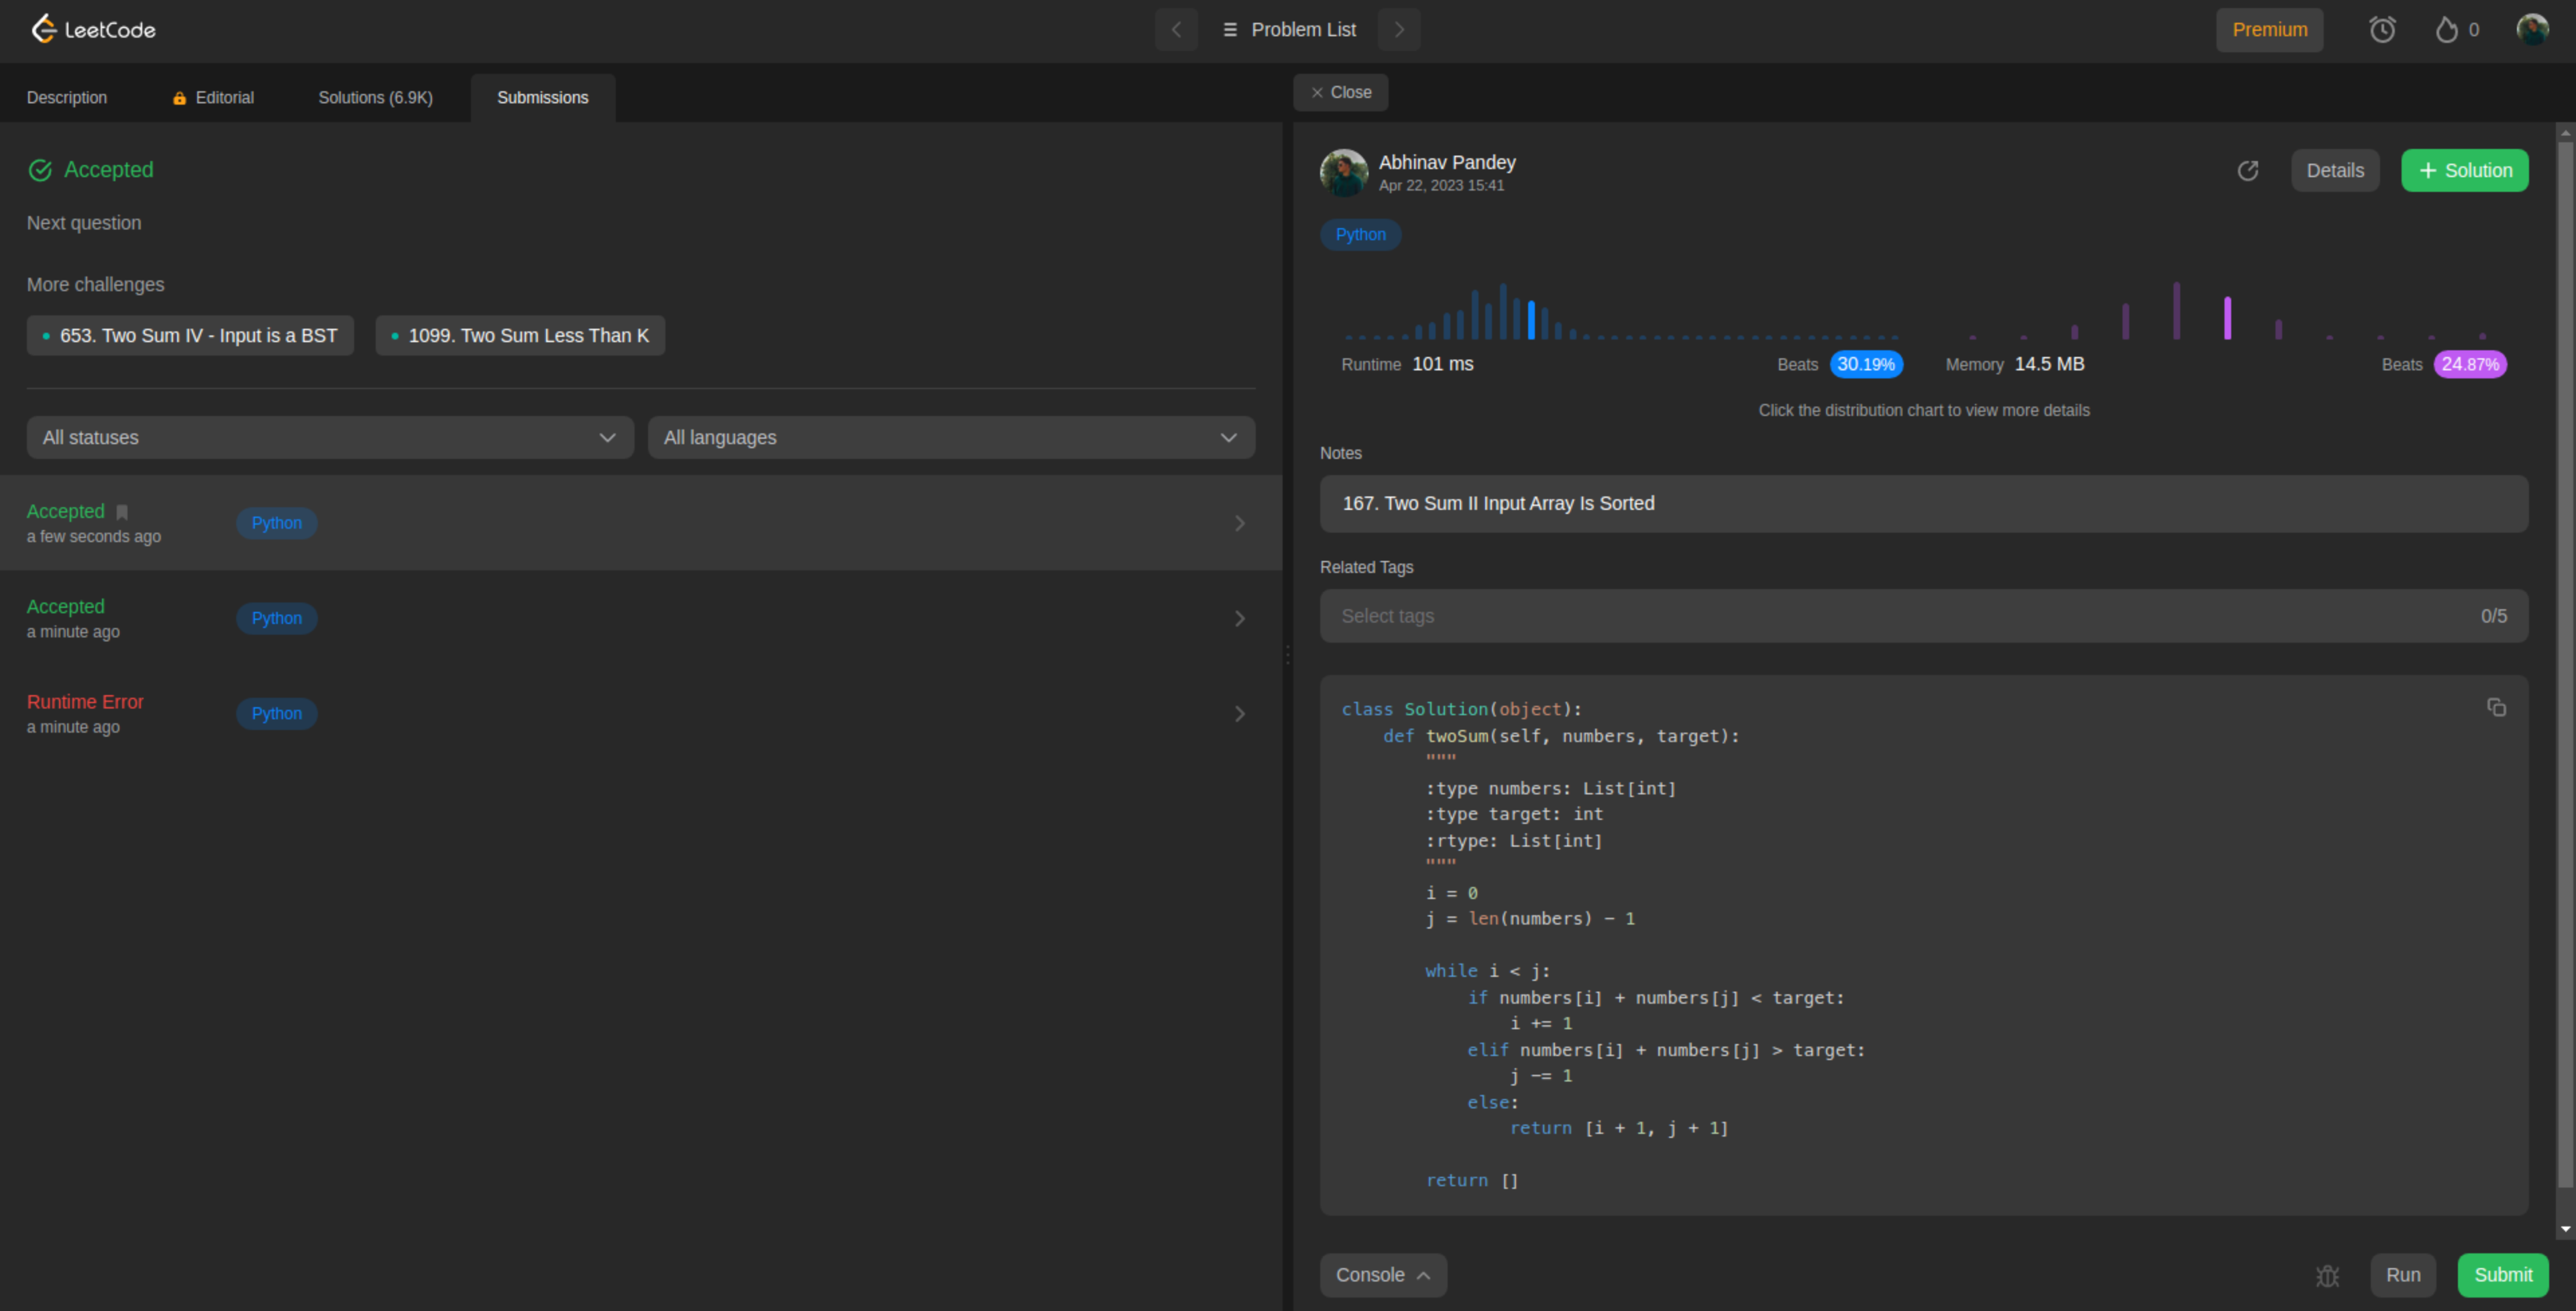 LeetCode
Problem List
Premium
0
Description
Editorial
Solutions (6.9K)
Submissions
Close
Accepted
Next question
More challenges
653. Two Sum IV - Input is a BST
1099. Two Sum Less Than K
All statuses
All languages
Accepted
a few seconds ago
Python
Accepted
a minute ago
Python
Runtime Error
a minute ago
Python
Abhinav Pandey
Apr 22, 2023 15:41
Details
Solution
Python
Runtime 101 ms
Beats 30.19%
Memory 14.5 MB
Beats 24.87%
Click the distribution chart to view more details
Notes
167. Two Sum II Input Array Is Sorted
Related Tags
Select tags
0/5
class Solution(object):
    def twoSum(self, numbers, target):
        """
        :type numbers: List[int]
        :type target: int
        :rtype: List[int]
        """
        i = 0
        j = len(numbers) - 1
        while i < j:
            if numbers[i] + numbers[j] < target:
                i += 1
            elif numbers[i] + numbers[j] > target:
                j -= 1
            else:
                return [i + 1, j + 1]
        return []
Console
Run
Submit